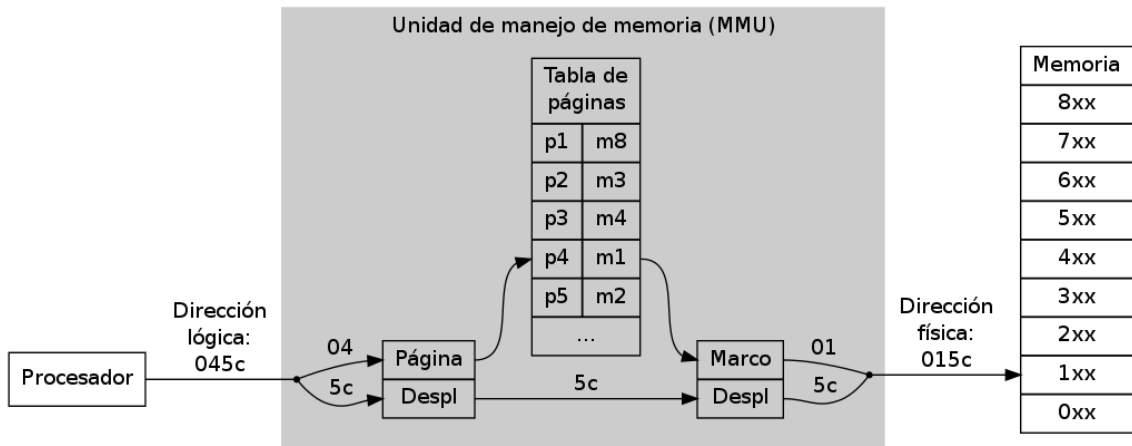 Unidad de manejo de memoria (MMU)
Procesador
Dirección
lógica:
045c
04
5c
Página
Despl
Tabla de
páginas
p1 m8
p2 m3
p3 m4
p4 m1
p5 m2
...
5c
Marco
Despl
01
5c
Dirección
física:
015c
Memoria
8xx
7xx
6xx
5xx
4xx
3xx
2xx
1xx
0xx